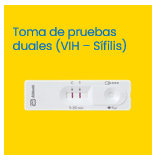 Toma de pruebas
duales (VIH – Sífilis)